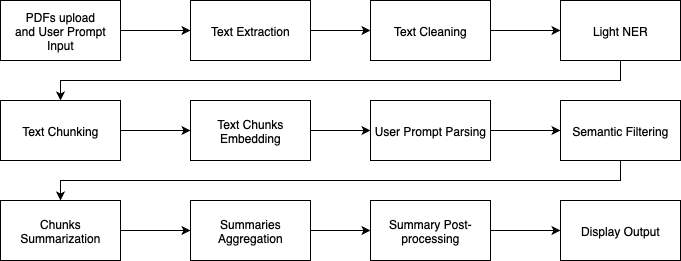 PDFs upload
and User Prompt
Input
Text Extraction
Text Cleaning
Light NER
Text Chunking
Text Chunks
Embedding
User Prompt Parsing
Semantic Filtering
Chunks
Summarization
Summaries
Aggregation
Summary Post-
processing
Display Output